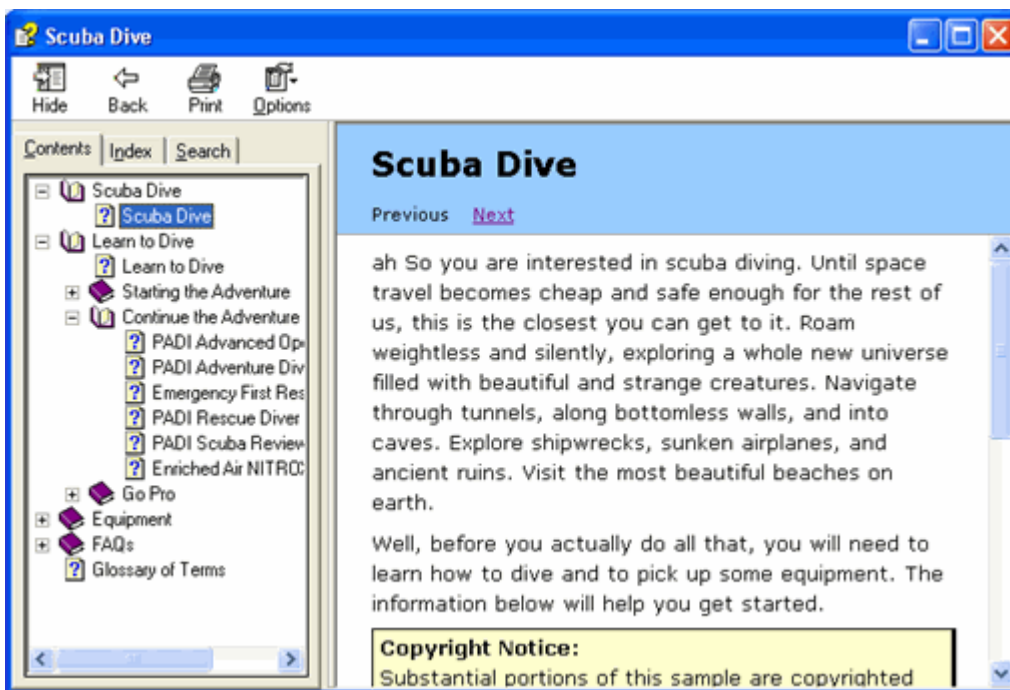 Scuba Dive
Hide Back Print Options
Contents Index Search
Scuba Dive
Scuba Dive
Learn to Dive
Learn to Dive
Starting the Adventure
Continue the Adventure
PADI Advanced Op
PADI Adventure Div
Emergency First Res
PADI Rescue Diver
PADI Scuba Review
Enriched Air NITROX
Go Pro
Equipment
FAQs
Glossary of Terms
Scuba Dive
Previous Next
ah So you are interested in scuba diving. Until space
travel becomes cheap and safe enough for the rest of
us, this is the closest you can get to it. Roam
weightless and silently, exploring a whole new universe
filled with beautiful and strange creatures. Navigate
through tunnels, along bottomless walls, and into
caves. Explore shipwrecks, sunken airplanes, and
ancient ruins. Visit the most beautiful beaches on
earth.
Well, before you actually do all that, you will need to
learn how to dive and to pick up some equipment. The
information below will help you get started.
Copyright Notice:
Substantial portions of this sample are copyrighted